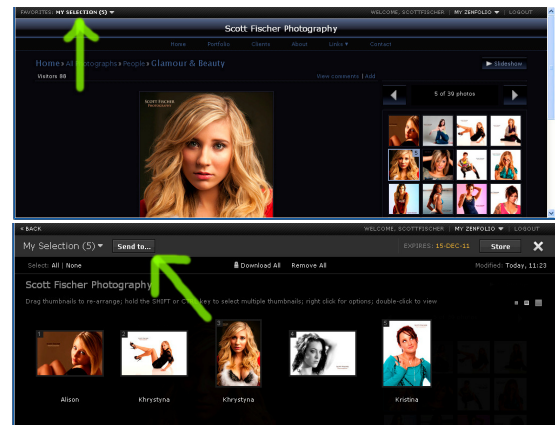 FAVORITES: MY SELECTION (5) ▼ WELCOME, SCOTTFISCHER | MY ZENFOLIO ▼ | LOGOUT
Scott Fischer Photography
Home Portfolio Clients About Links ▼ Contact
Home ▸ All Photographs ▸ People ▸ Glamour & Beauty ▶ Slideshow
Visitors 88 View comments | Add
5 of 39 photos
SCOTT FISCHER
< BACK WELCOME, SCOTTFISCHER | MY ZENFOLIO ▼ | LOGOUT
My Selection (5) ▼ Send to... EXPIRES: 15-DEC-11 Store X
Select: All | None Download All Remove All Modified: Today, 11:23
Scott Fischer Photography
Drag thumbnails to re-arrange; hold the SHIFT or CTRL key to select multiple thumbnails; right click for options; double-click to view
1 2 3 4 5
Alison Khrystyna Khrystyna Kristina